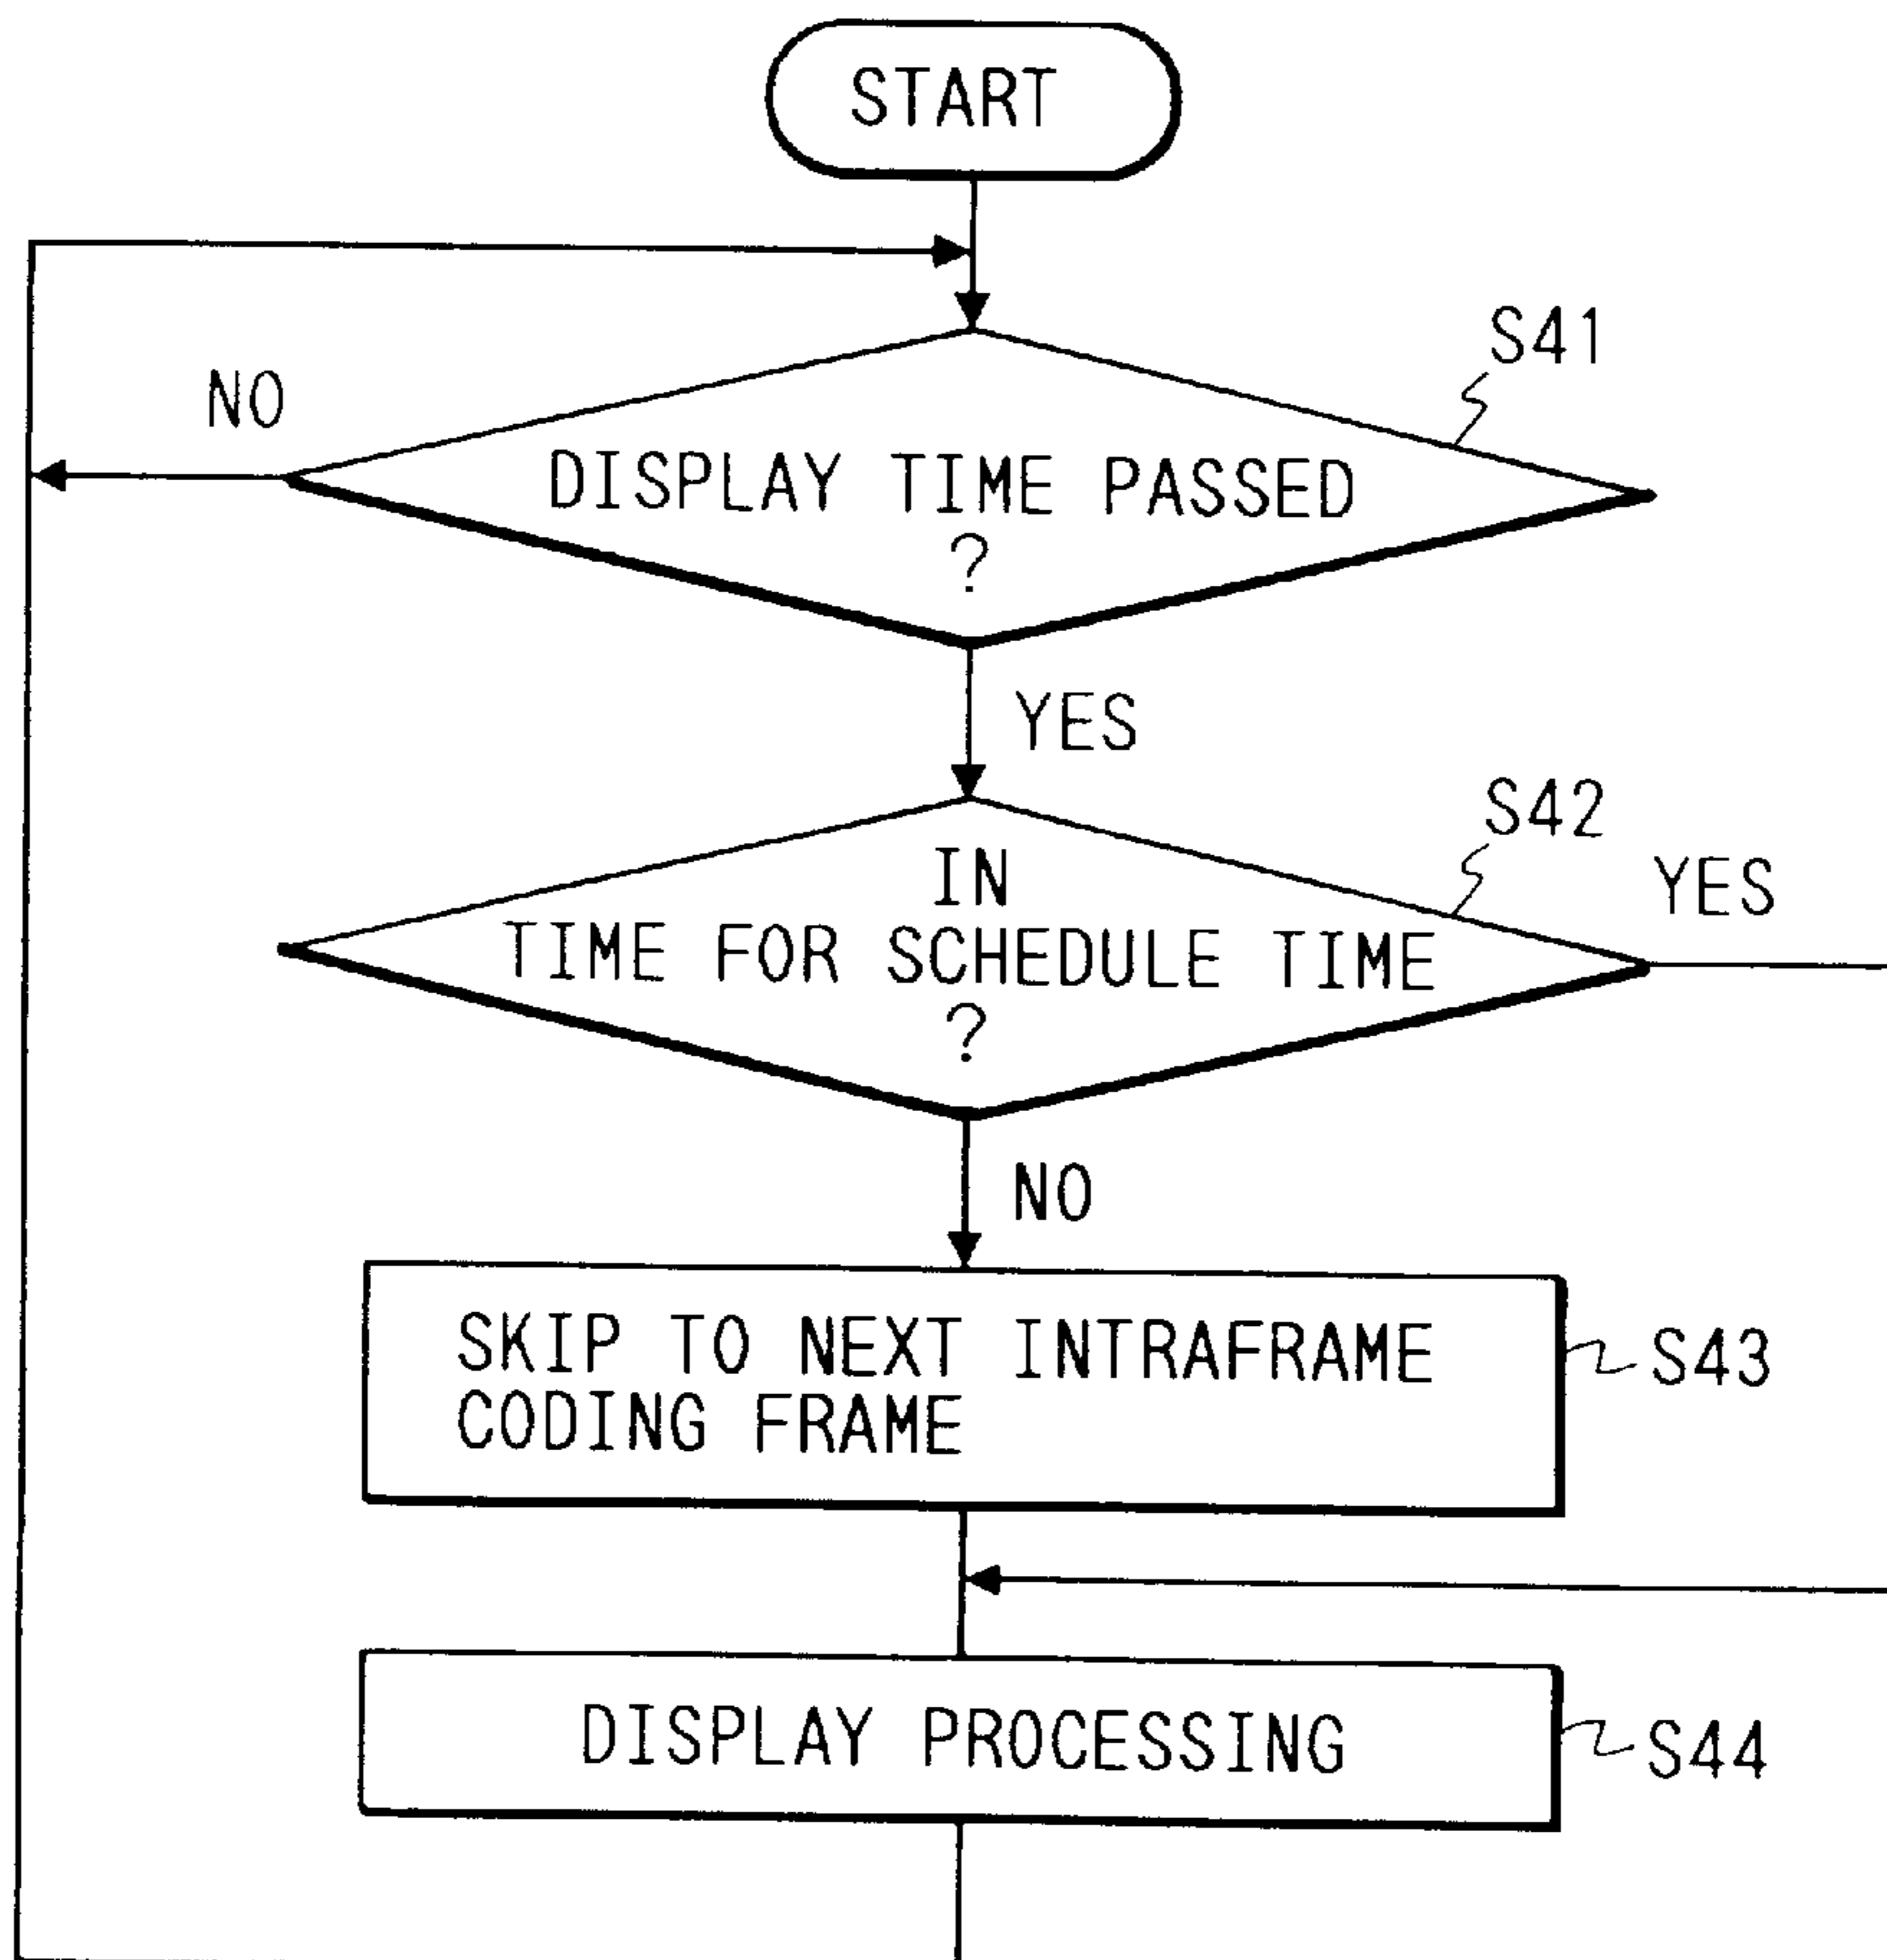 START
S41
NO
DISPLAY TIME PASSED
?
YES
S42
YES
IN
TIME FOR SCHEDULE TIME
?
NO
SKIP TO NEXT INTRAFRAME
CODING FRAME
S43
DISPLAY PROCESSING
S44